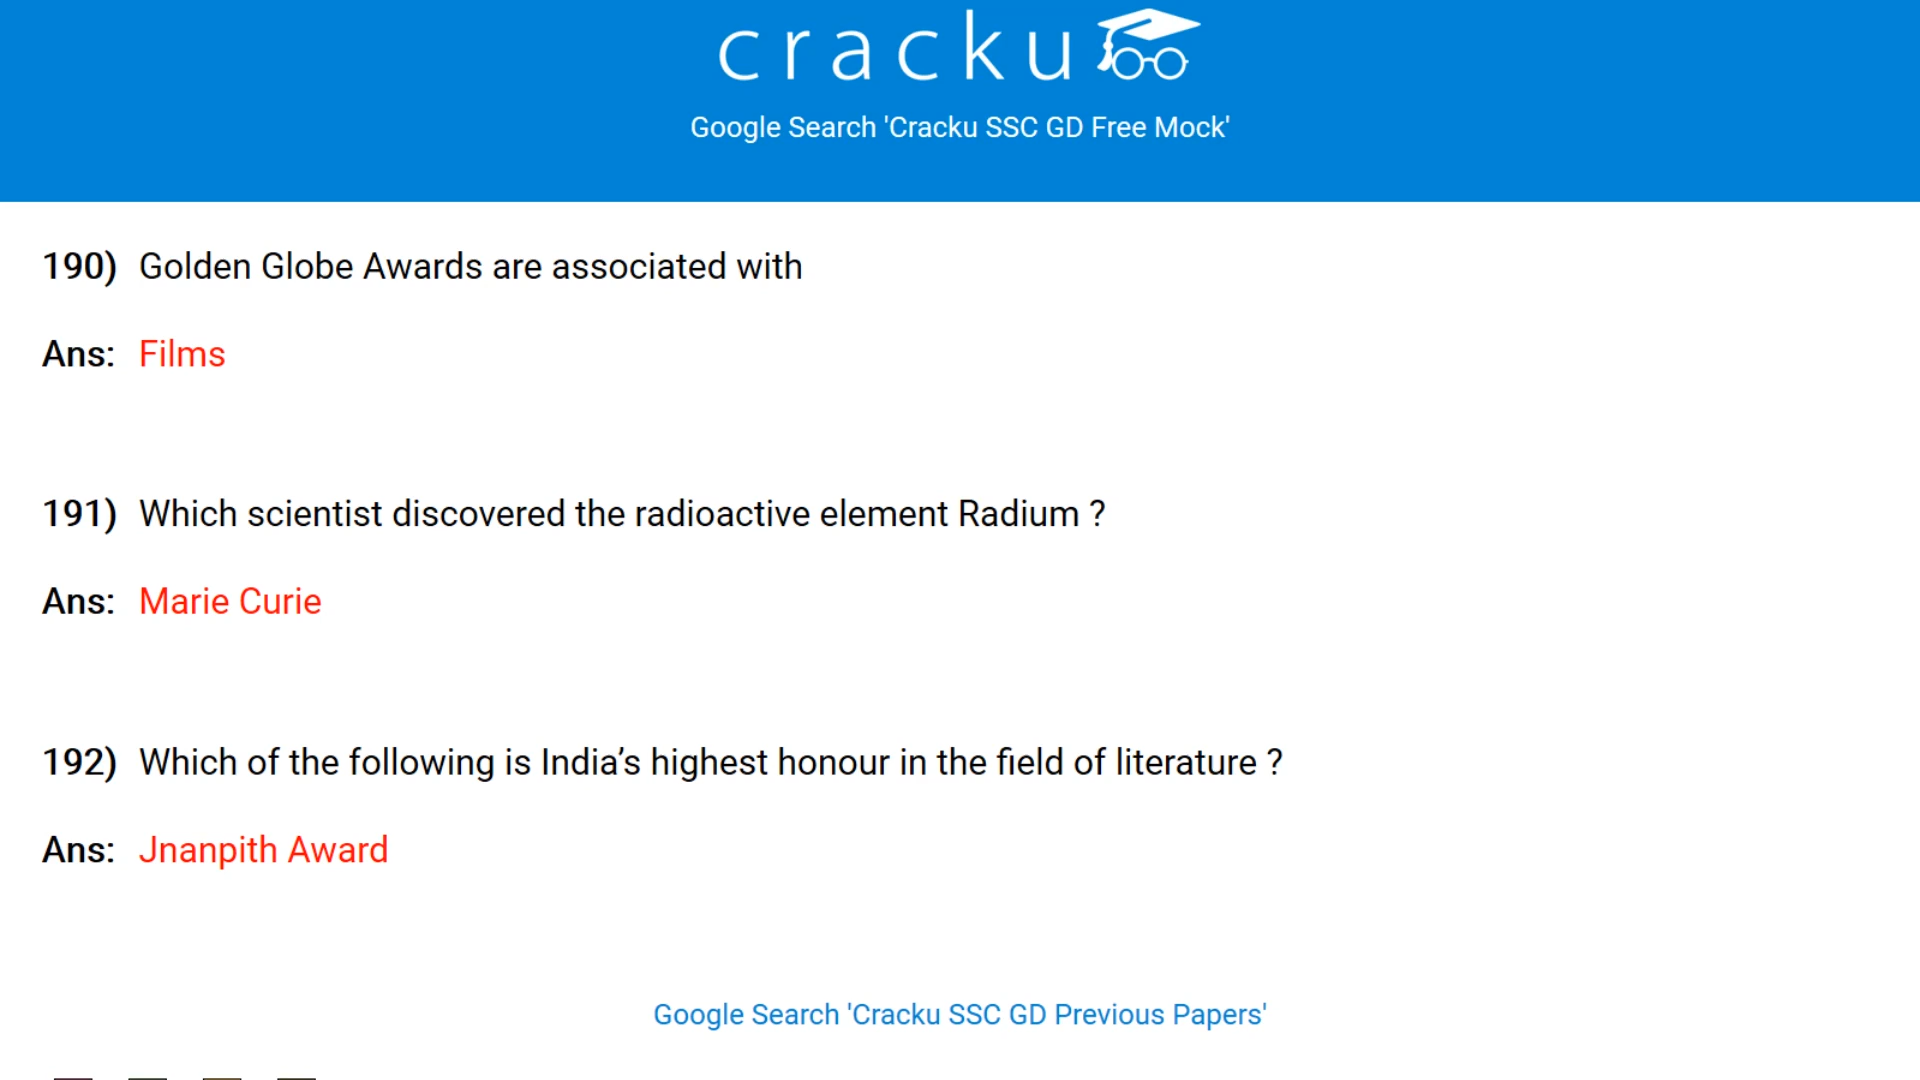 cracku
Google Search 'Cracku SSC GD Free Mock'
190) Golden Globe Awards are associated with
Ans: Films
191) Which scientist discovered the radioactive element Radium ?
Ans: Marie Curie
192) Which of the following is India’s highest honour in the field of literature ?
Ans: Jnanpith Award
Google Search 'Cracku SSC GD Previous Papers'